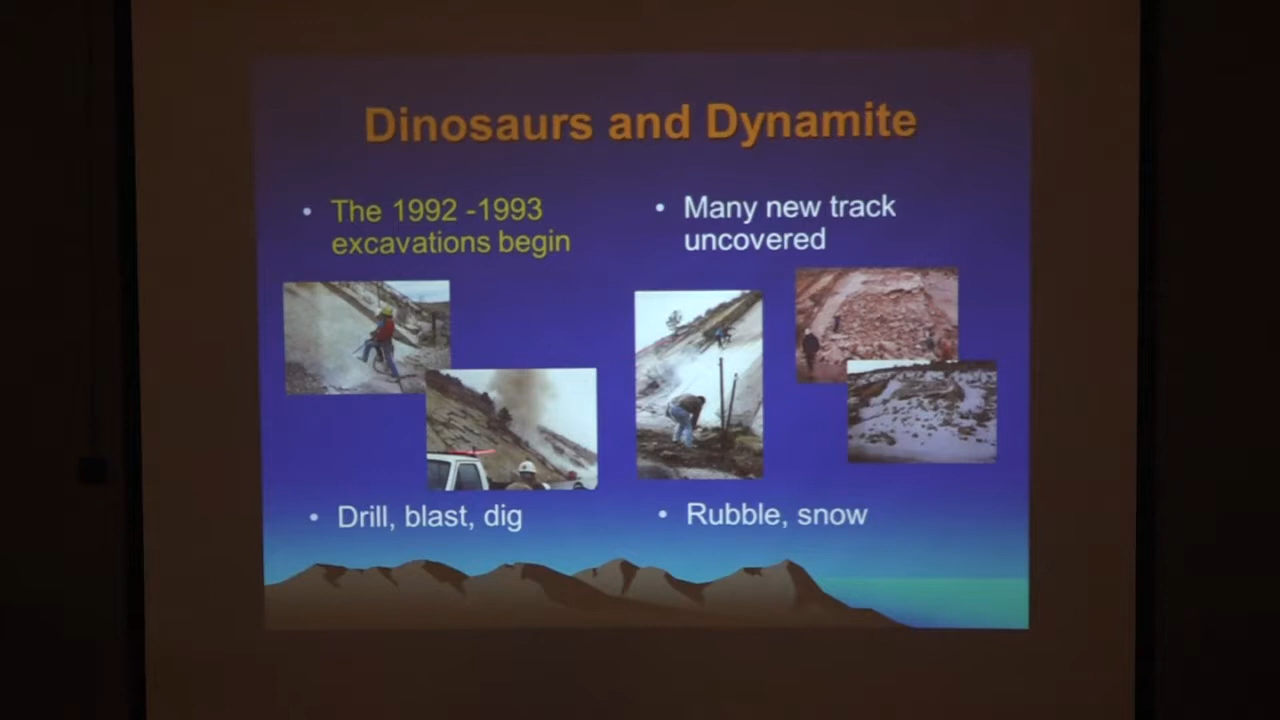 Dinosaurs and Dynamite
• The 1992 -1993
excavations begin
• Drill, blast, dig
• Many new track
uncovered
• Rubble, snow